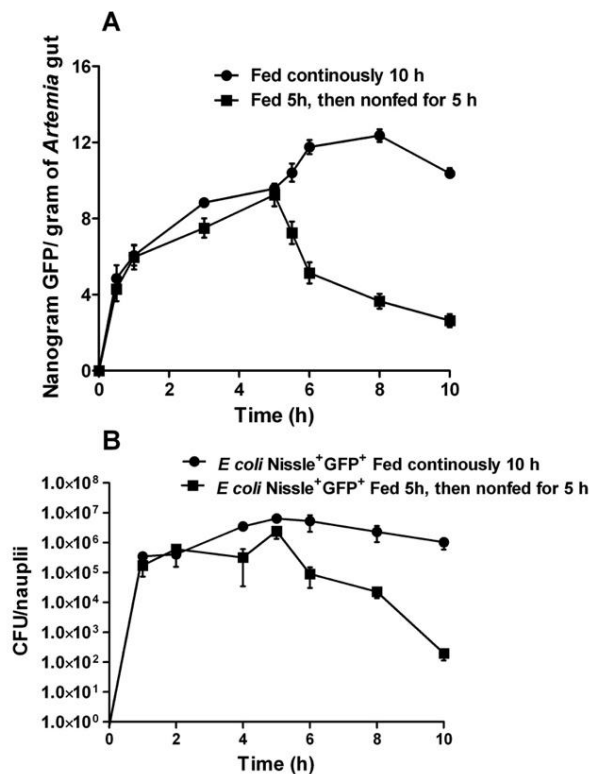 A
Nanogram GFP/ gram of Artemia gut
Fed continously 10 h
Fed 5h, then nonfed for 5 h
16
12
8
4
0
0 2 4 6 8 10
Time (h)
B
E coli Nissle⁺GFP⁺ Fed continously 10 h
E coli Nissle⁺GFP⁺ Fed 5h, then nonfed for 5 h
CFU/nauplii
1.0×10⁸
1.0×10⁷
1.0×10⁶
1.0×10⁵
1.0×10⁴
1.0×10³
1.0×10²
1.0×10¹
1.0×10⁰
0 2 4 6 8 10
Time (h)